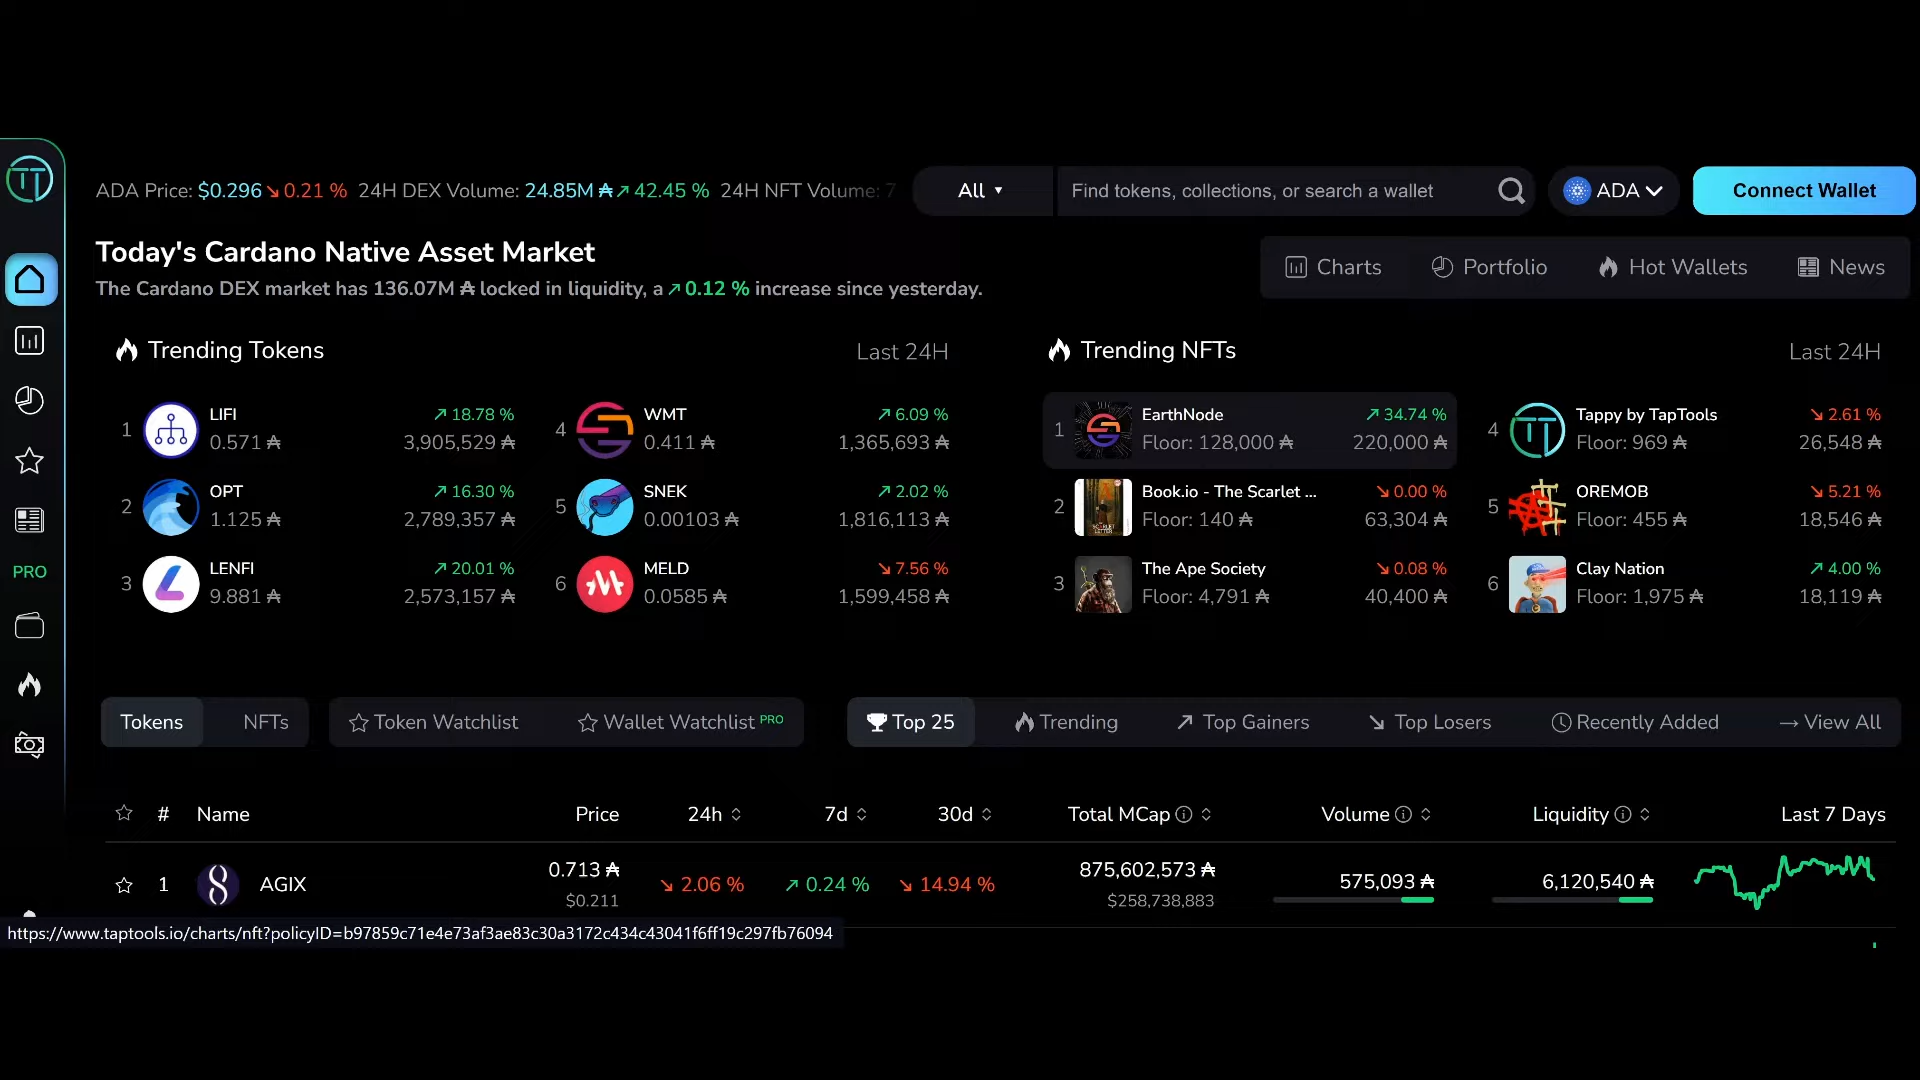 ADA Price: $0.296 ↘ 0.21 % 24H DEX Volume: 24.85M ₳ ↗ 42.45 % 24H NFT Volume: 7
All ▾
Find tokens, collections, or search a wallet
ADA
Connect Wallet
Today's Cardano Native Asset Market
The Cardano DEX market has 136.07M ₳ locked in liquidity, a ↗ 0.12 % increase since yesterday.
Charts
Portfolio
Hot Wallets
News
Trending Tokens
Last 24H
1 LIFI ↗ 18.78 %
0.571 ₳ 3,905,529 ₳
2 OPT ↗ 16.30 %
1.125 ₳ 2,789,357 ₳
3 LENFI ↗ 20.01 %
9.881 ₳ 2,573,157 ₳
4 WMT ↗ 6.09 %
0.411 ₳ 1,365,693 ₳
5 SNEK ↗ 2.02 %
0.00103 ₳ 1,816,113 ₳
6 MELD ↘ 7.56 %
0.0585 ₳ 1,599,458 ₳
Trending NFTs
Last 24H
1 EarthNode ↗ 34.74 %
Floor: 128,000 ₳ 220,000 ₳
2 Book.io - The Scarlet ... ↘ 0.00 %
Floor: 140 ₳ 63,304 ₳
3 The Ape Society ↘ 0.08 %
Floor: 4,791 ₳ 40,400 ₳
4 Tappy by TapTools ↘ 2.61 %
Floor: 969 ₳ 26,548 ₳
5 OREMOB ↘ 5.21 %
Floor: 455 ₳ 18,546 ₳
6 Clay Nation ↗ 4.00 %
Floor: 1,975 ₳ 18,119 ₳
PRO
Tokens
NFTs
Token Watchlist
Wallet Watchlist PRO
Top 25
Trending
↗ Top Gainers
↘ Top Losers
Recently Added
→ View All
# Name Price 24h 7d 30d Total MCap Volume Liquidity Last 7 Days
1 AGIX 0.713 ₳ ↘ 2.06 % ↗ 0.24 % ↘ 14.94 % 875,602,573 ₳ 575,093 ₳ 6,120,540 ₳
$0.211 $258,738,883
https://www.taptools.io/charts/nft?policyID=b97859c71e4e73af3ae83c30a3172c434c43041f6ff19c297fb76094